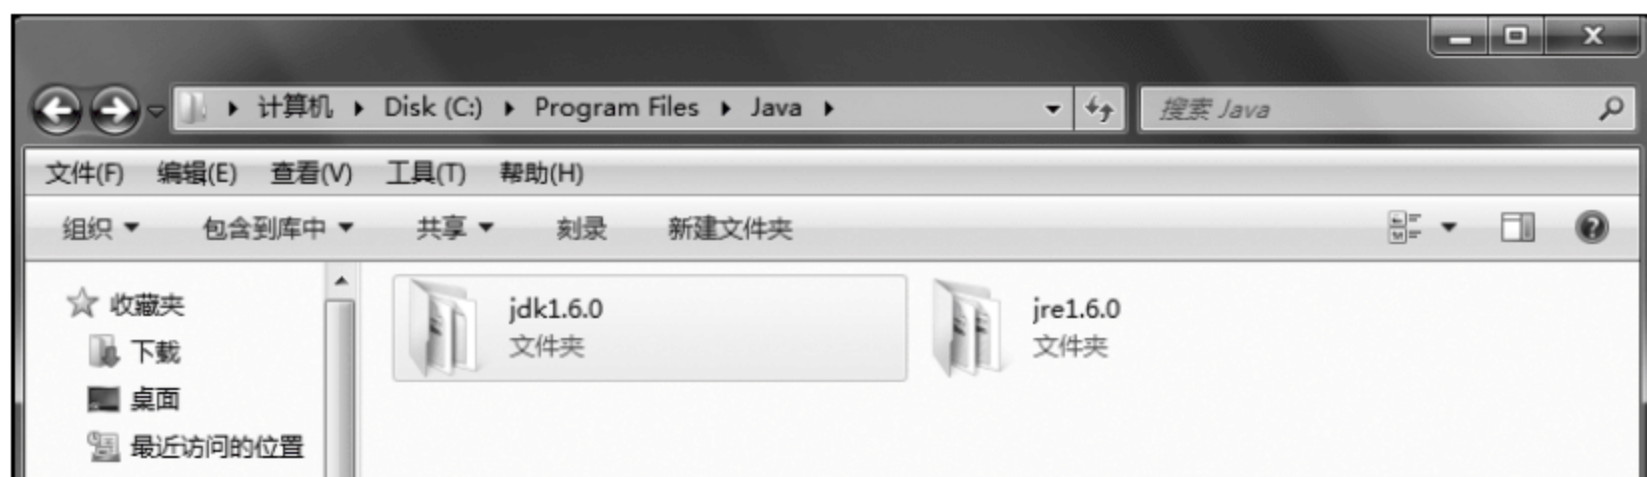 计算机 Disk (C:) Program Files Java 搜索 Java
文件(F) 编辑(E) 查看(V) 工具(T) 帮助(H)
组织 包含到库中 共享 刻录 新建文件夹
收藏夹
下载
桌面
最近访问的位置
jdk1.6.0
文件夹
jre1.6.0
文件夹